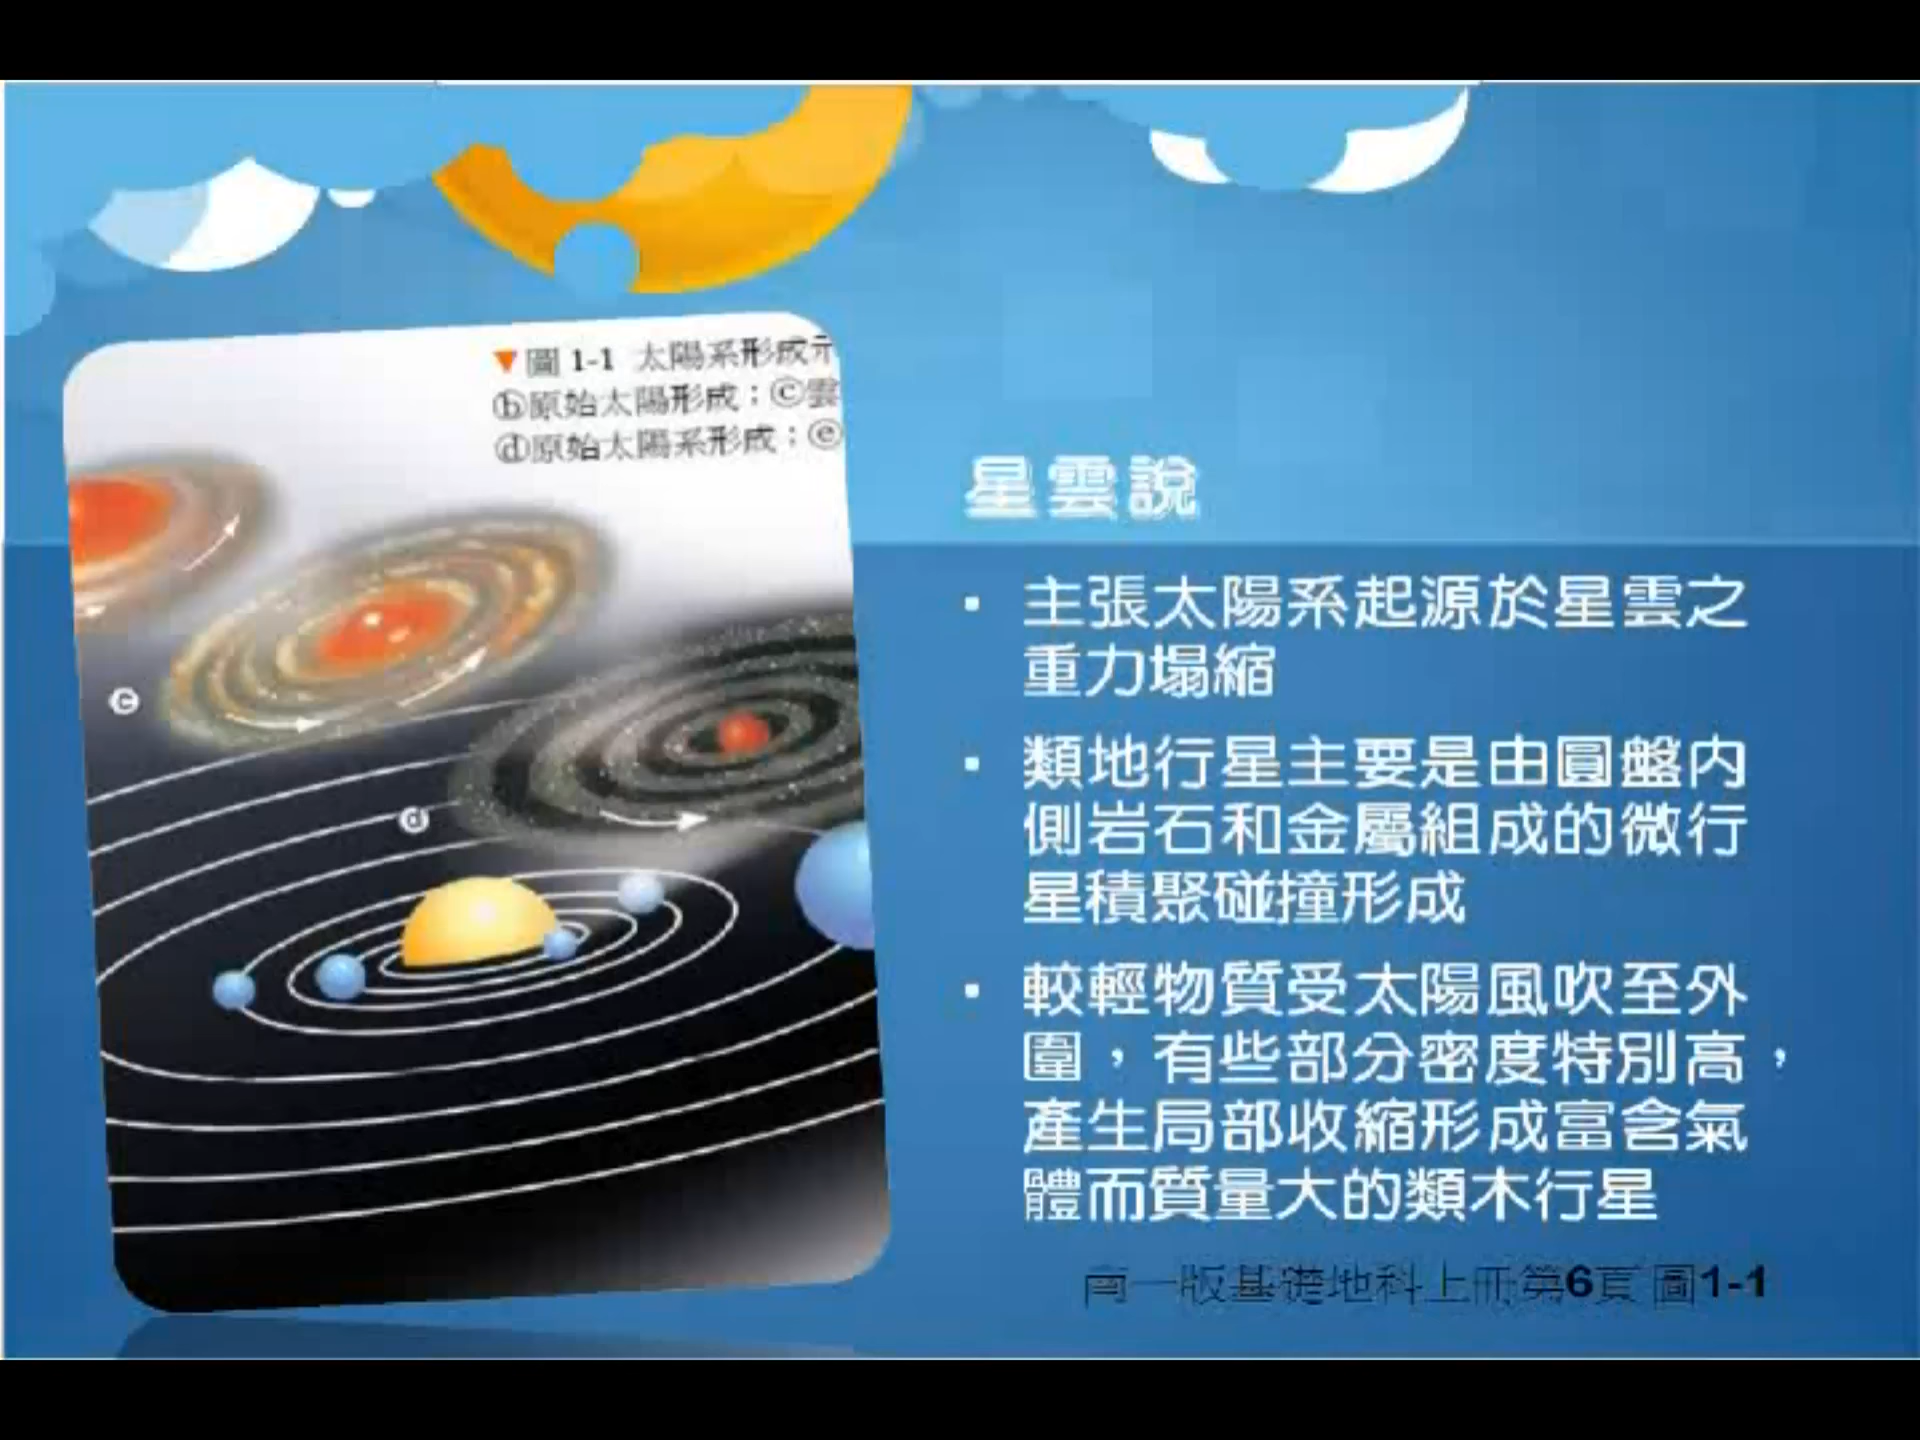 ▼圖 1-1 太陽系形成示
ⓑ原始太陽形成：ⓒ雲
ⓓ原始太陽系形成：ⓔ
星雲說
▪ 主張太陽系起源於星雲之
重力塌縮
▪ 類地行星主要是由圓盤內
側岩石和金屬組成的微行
星積聚碰撞形成
▪ 較輕物質受太陽風吹至外
圍，有些部分密度特別高，
產生局部收縮形成富含氣
體而質量大的類木行星
ⓒ
ⓓ
南一版基礎地科上冊第6頁 圖1-1